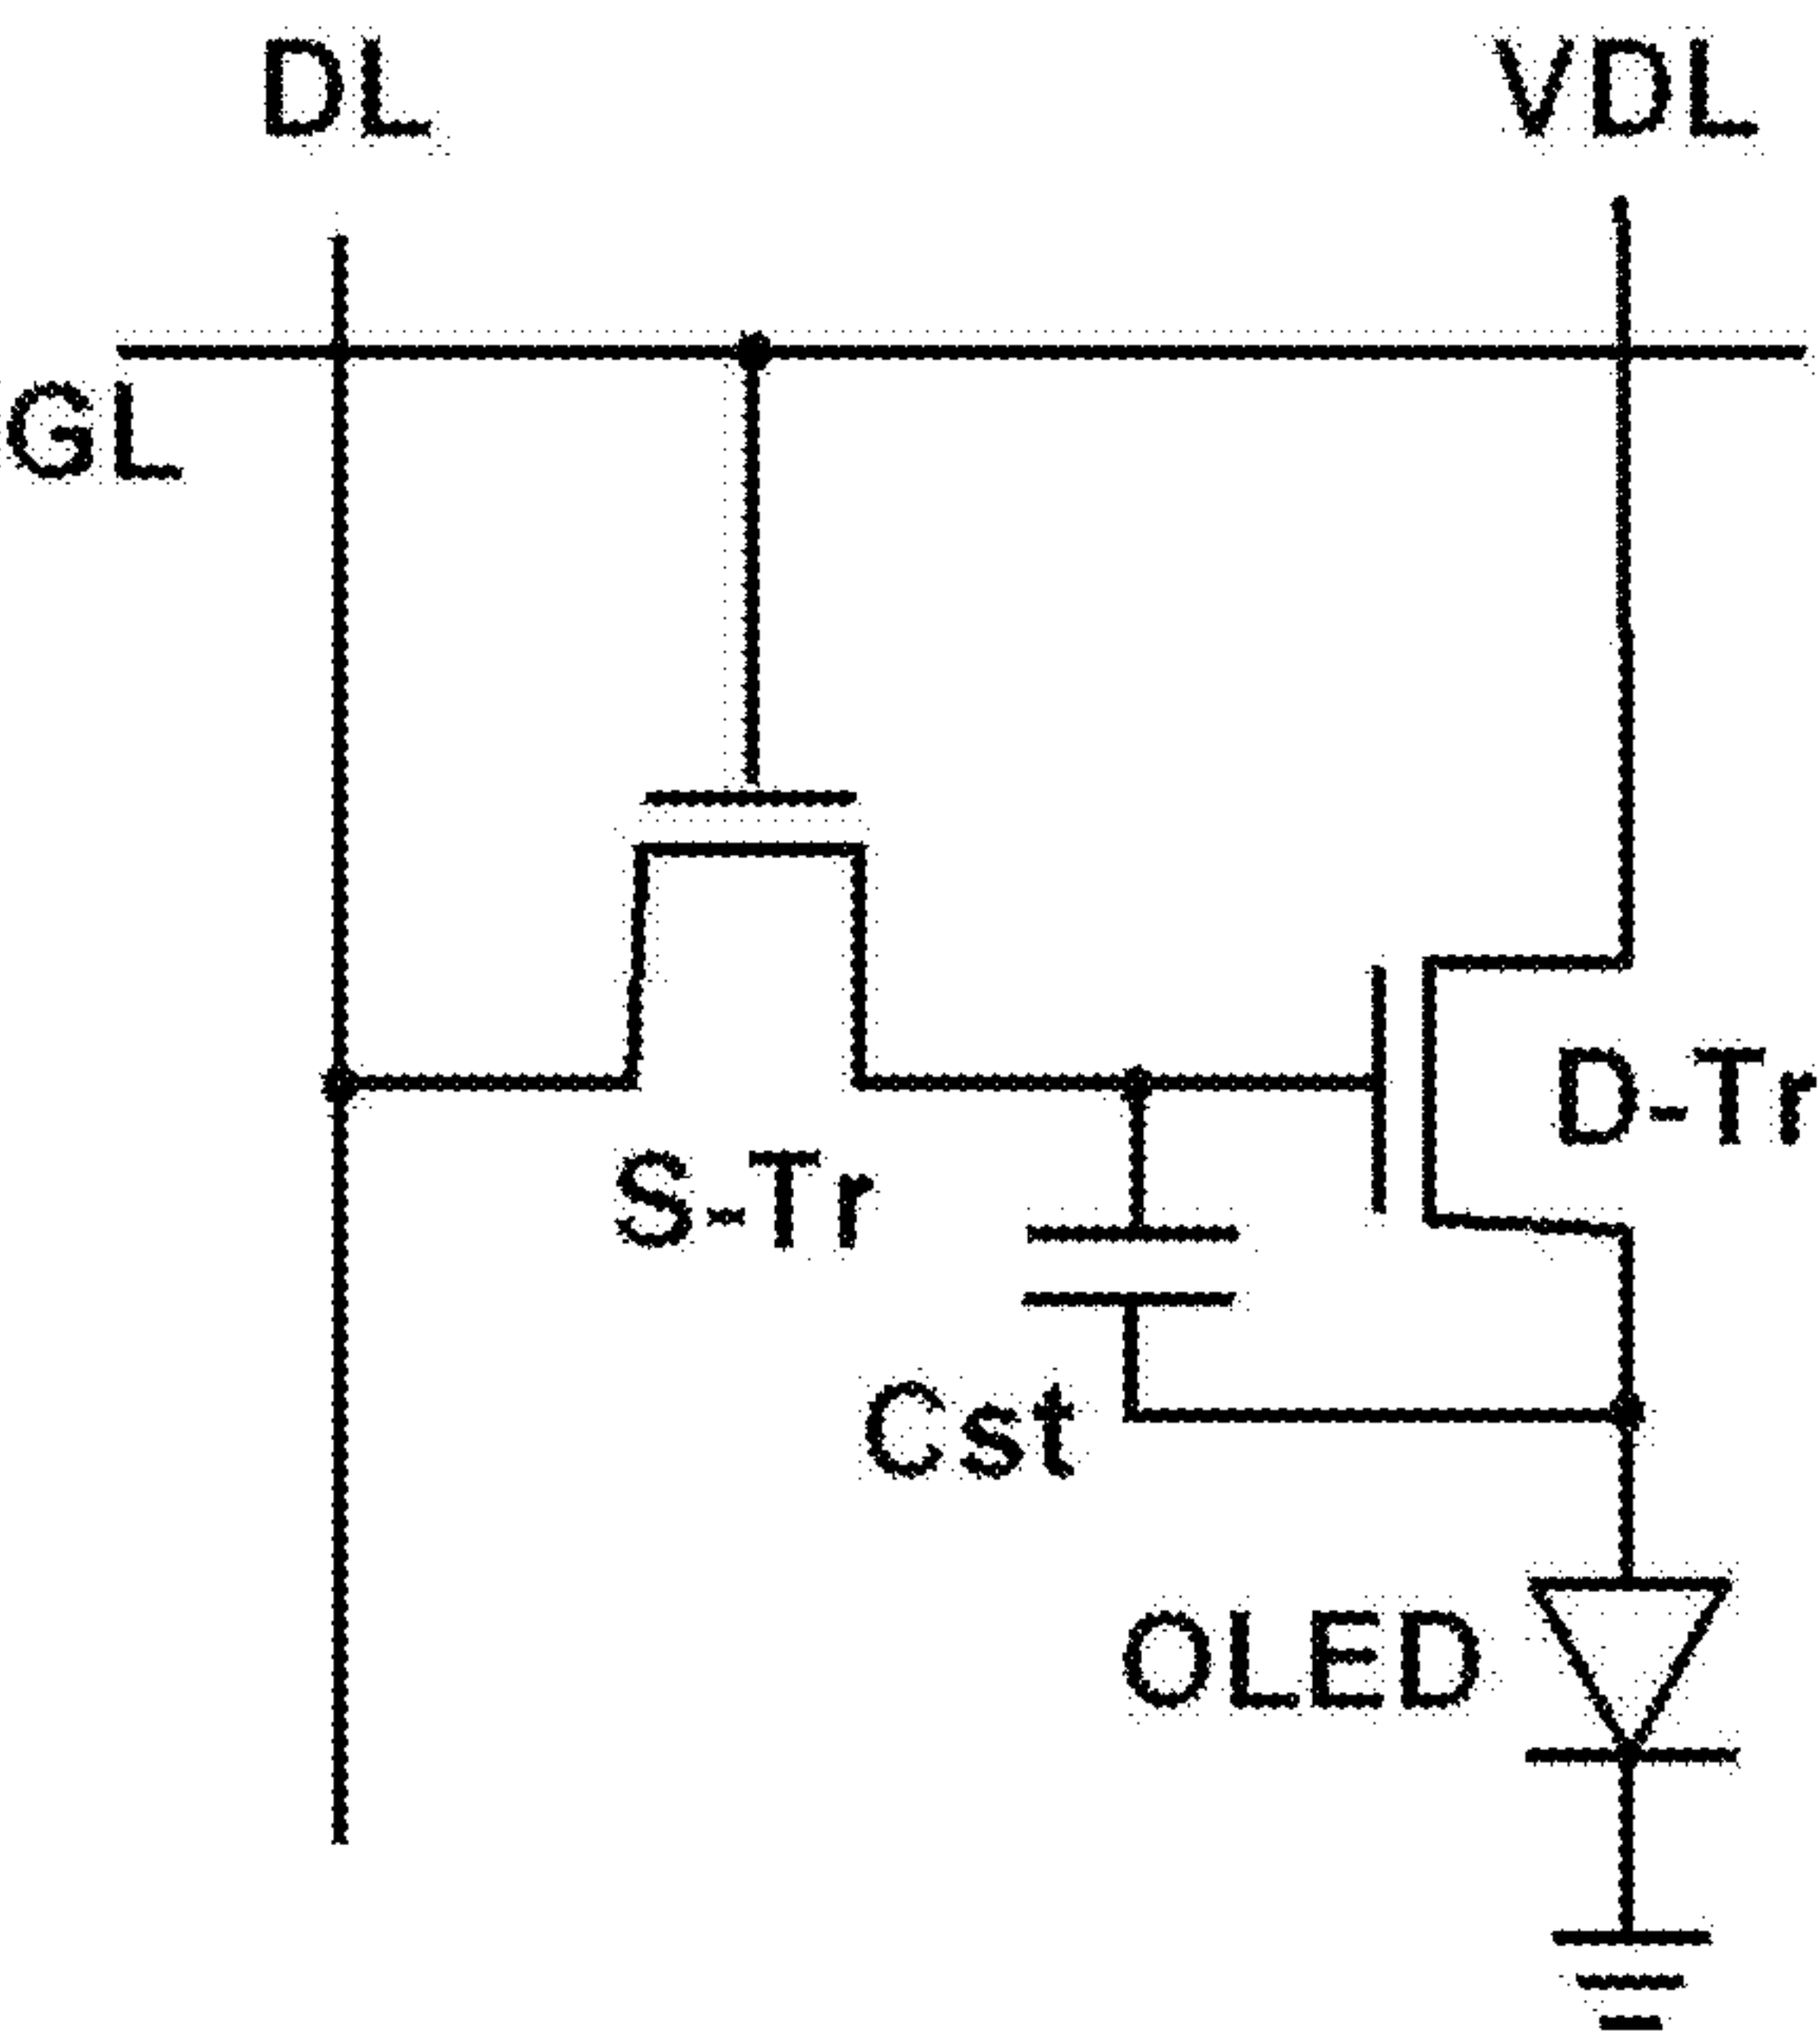 DL
VDL
GL
D-Tr
S-Tr
Cst
OLED